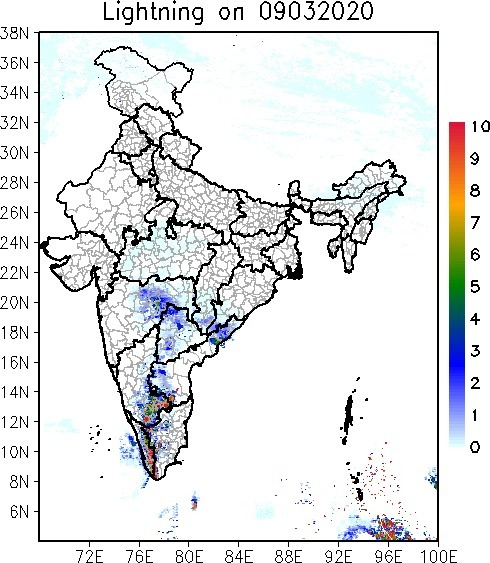 Lightning on 09032020
38N
36N
34N
32N
30N
28N
26N
24N
22N
20N
18N
16N
14N
12N
10N
8N
6N
72E 76E 80E 84E 88E 92E 96E 100E
10
9
8
7
6
5
4
3
2
1
0